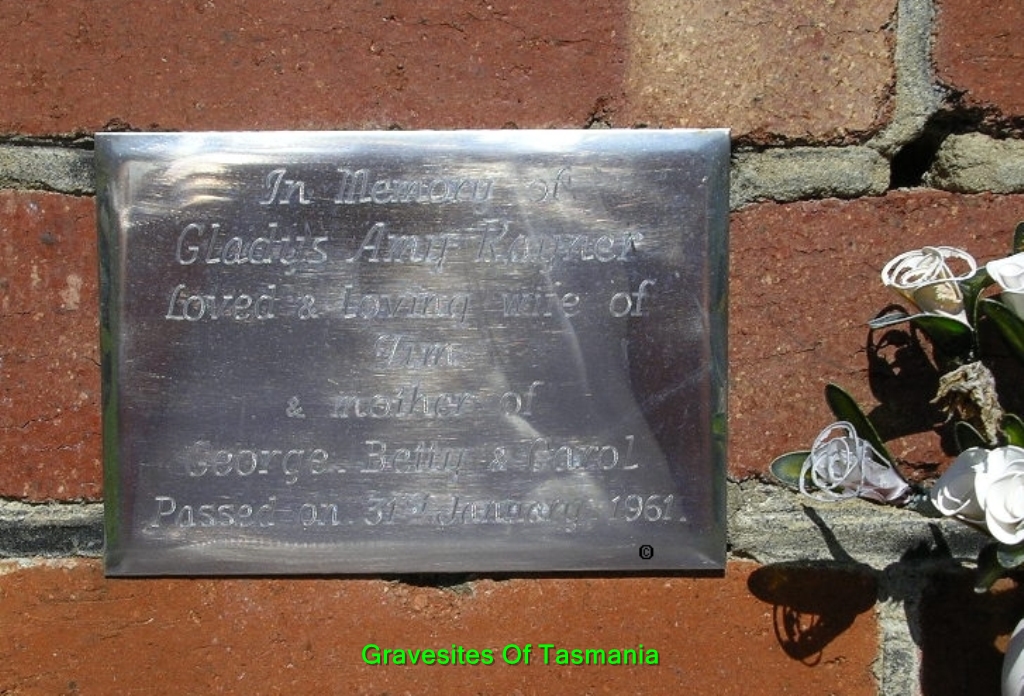 In Memory of
Gladys Amy Rayner
Loved & loving wife of
Jim
& mother of
George, Betty & Carol
Passed on 31st January 1961.
©
Gravesites Of Tasmania